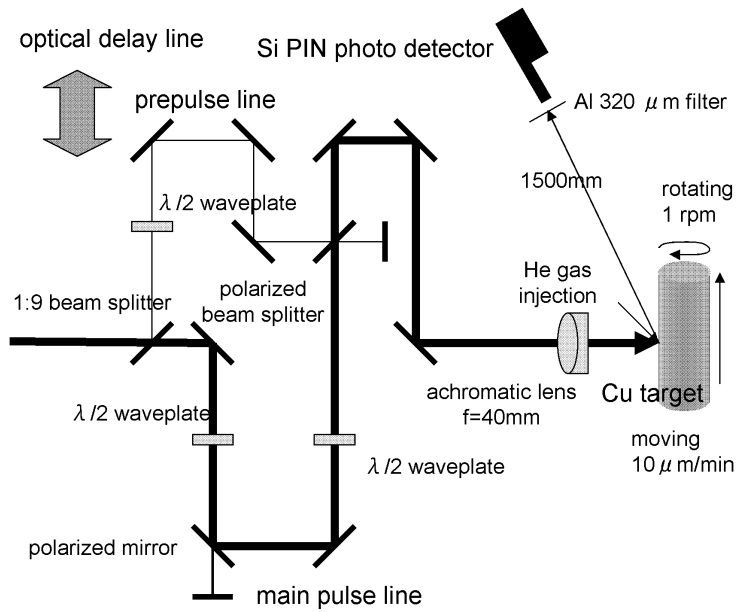 optical delay line
Si PIN photo detector
prepulse line
Al 320 μm filter
1500mm
rotating
1 rpm
λ/2 waveplate
He gas
injection
1:9 beam splitter
polarized
beam splitter
achromatic lens
f=40mm
Cu target
λ/2 waveplate
λ/2 waveplate
moving
10μm/min
polarized mirror
main pulse line